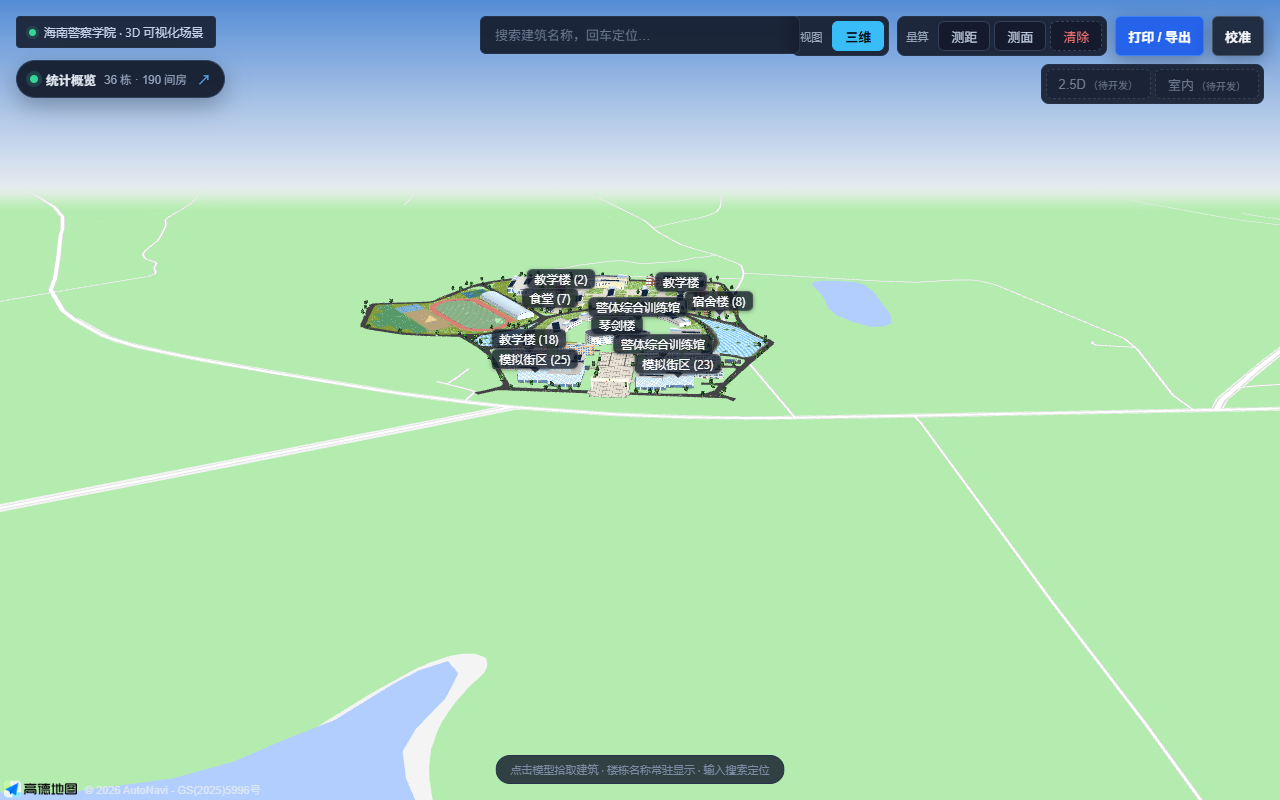 海南警察学院 · 3D 可视化场景
搜索建筑名称，回车定位…
视图
三维
量算
测距
测面
清除
打印 / 导出
校准
统计概览 36 栋 · 190 间房 ↗
2.5D （待开发）
室内 （待开发）
教学楼 (2)
教学楼
食堂 (7)
警体综合训练馆
宿舍楼 (8)
琴剑楼
教学楼 (18)
警体综合训练馆
模拟街区 (25)
模拟街区 (23)
点击模型拾取建筑 · 楼栋名称常驻显示 · 输入搜索定位
高德地图 © 2026 AutoNavi - GS(2025)5996号